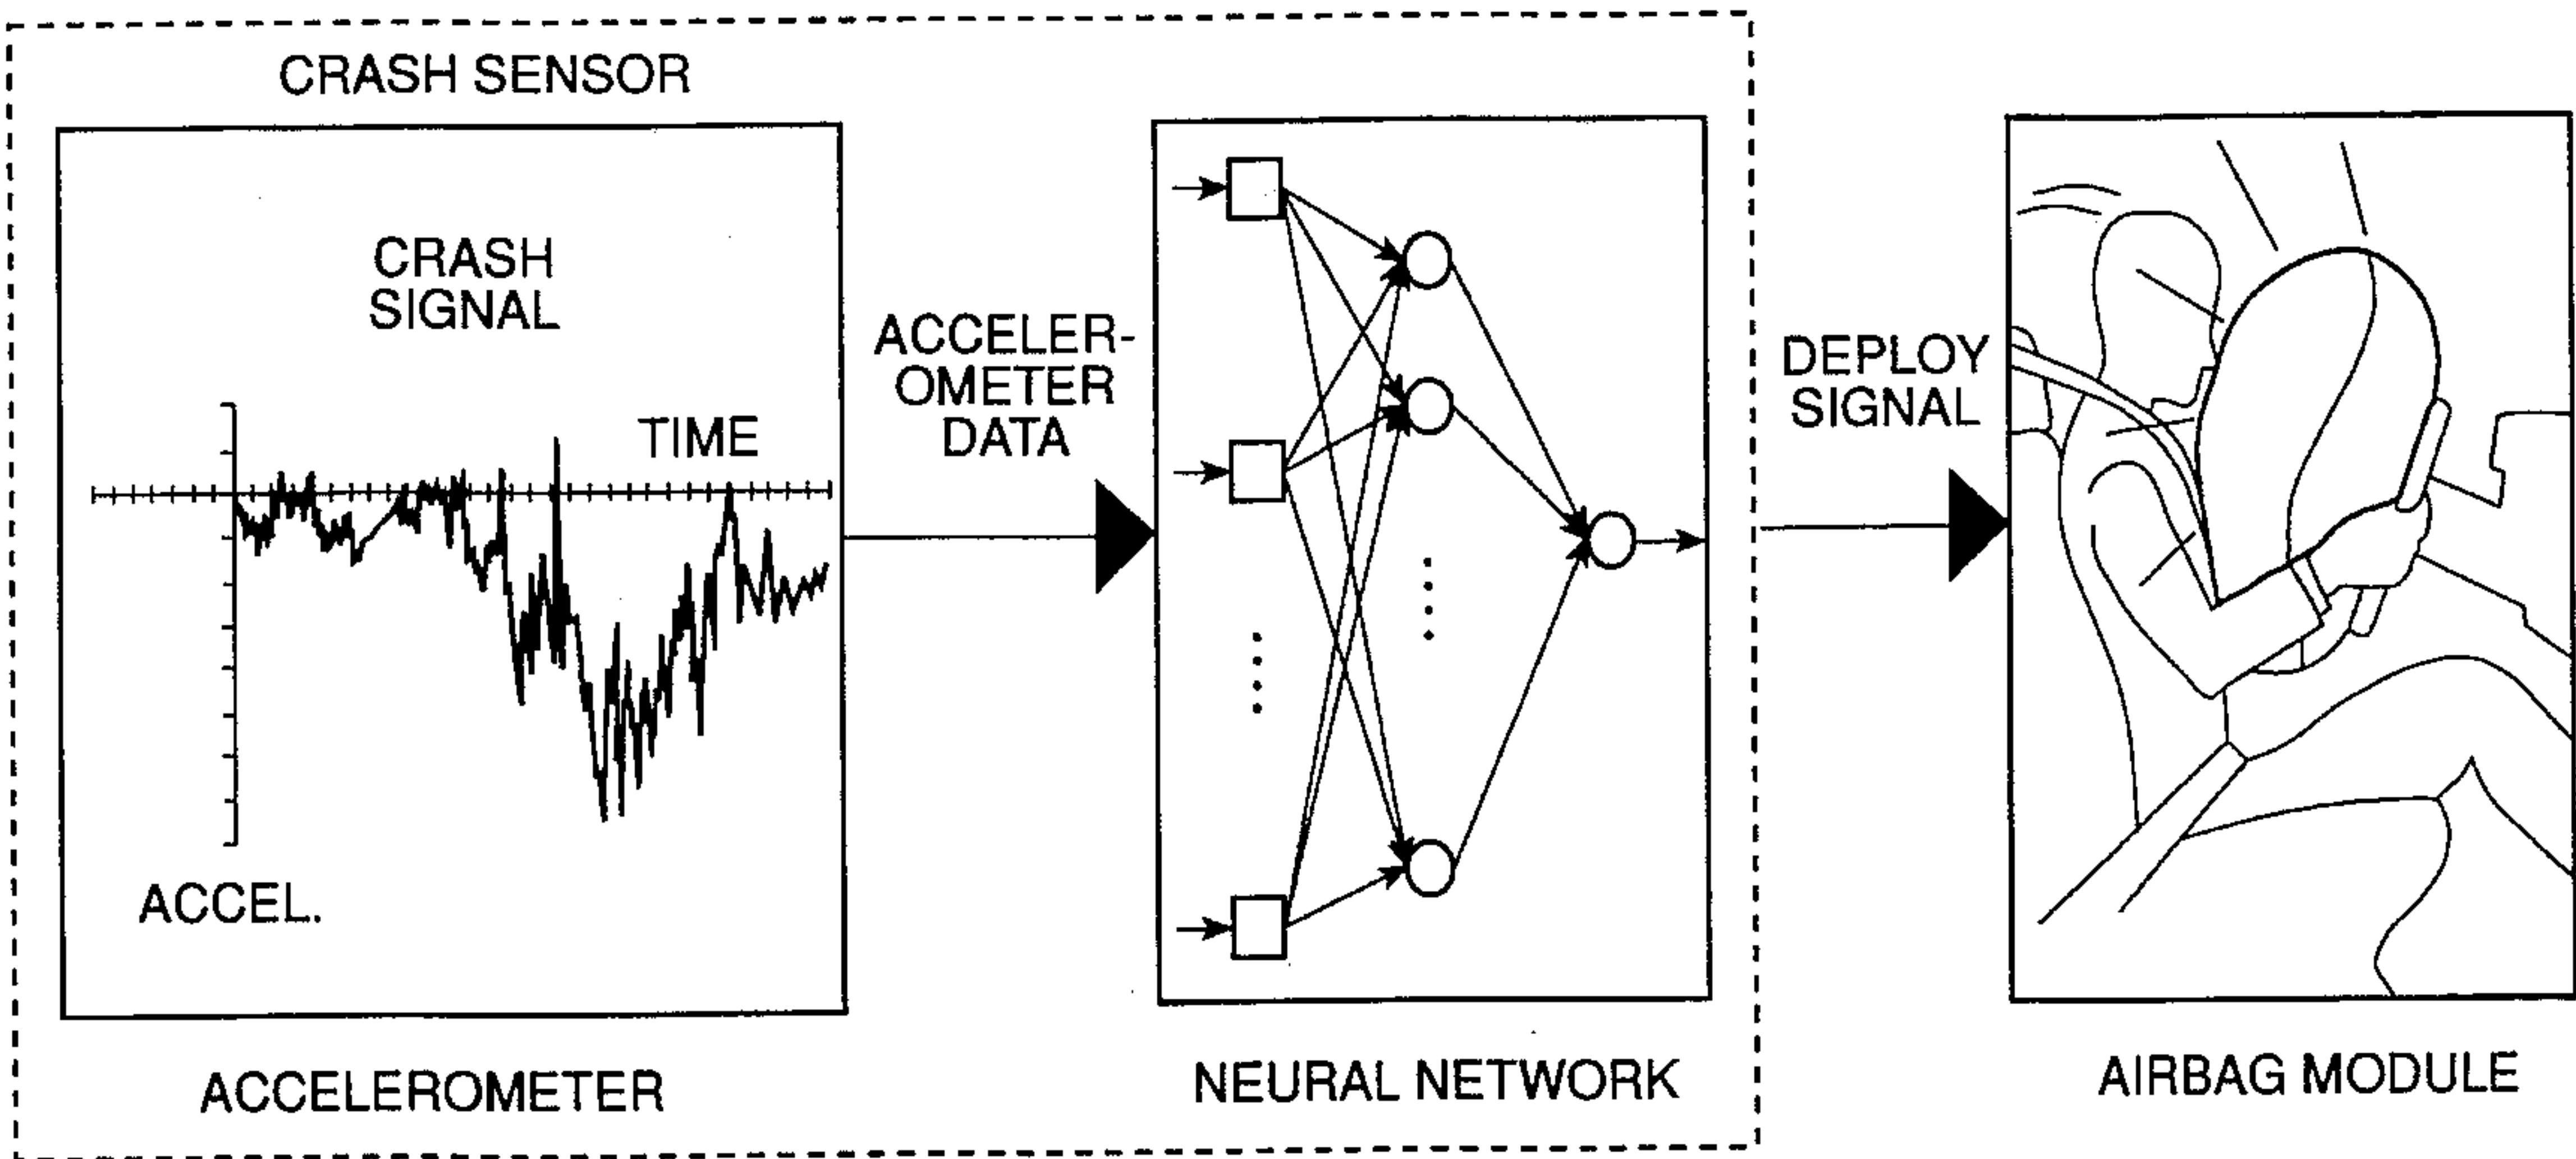 CRASH SENSOR
CRASH
SIGNAL
TIME
ACCEL.
ACCELEROMETER
ACCELER-
OMETER
DATA
NEURAL NETWORK
DEPLOY
SIGNAL
AIRBAG MODULE